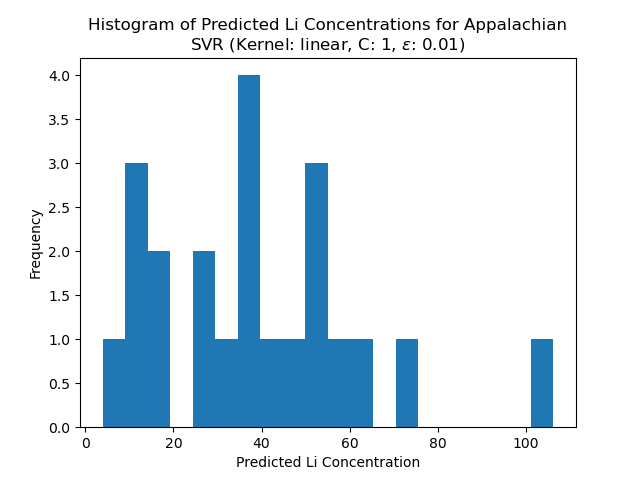 Histogram of Predicted Li Concentrations for Appalachian
SVR (Kernel: linear, C: 1, ε: 0.01)
4.0
3.5
3.0
2.5
2.0
1.5
1.0
0.5
0.0
Frequency
0 20 40 60 80 100
Predicted Li Concentration